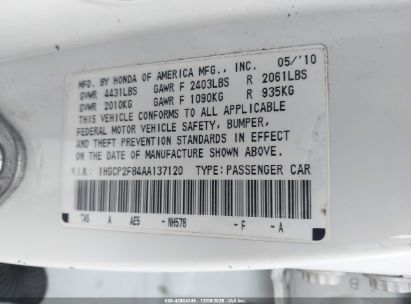 MFD. BY HONDA OF AMERICA MFG., INC. 05/'10
GVWR 4431LBS GAWR F 2403LBS R 2061LBS
GVWR 2010KG GAWR F 1090KG R 935KG
THIS VEHICLE CONFORMS TO ALL APPLICABLE
FEDERAL MOTOR VEHICLE SAFETY, BUMPER,
AND THEFT PREVENTION STANDARDS IN EFFECT
ON THE DATE OF MANUFACTURE SHOWN ABOVE.
V.I.N.: 1HGCP2F84AA137120 TYPE: PASSENGER CAR
TA5 A AE5 - NH578 - F - A